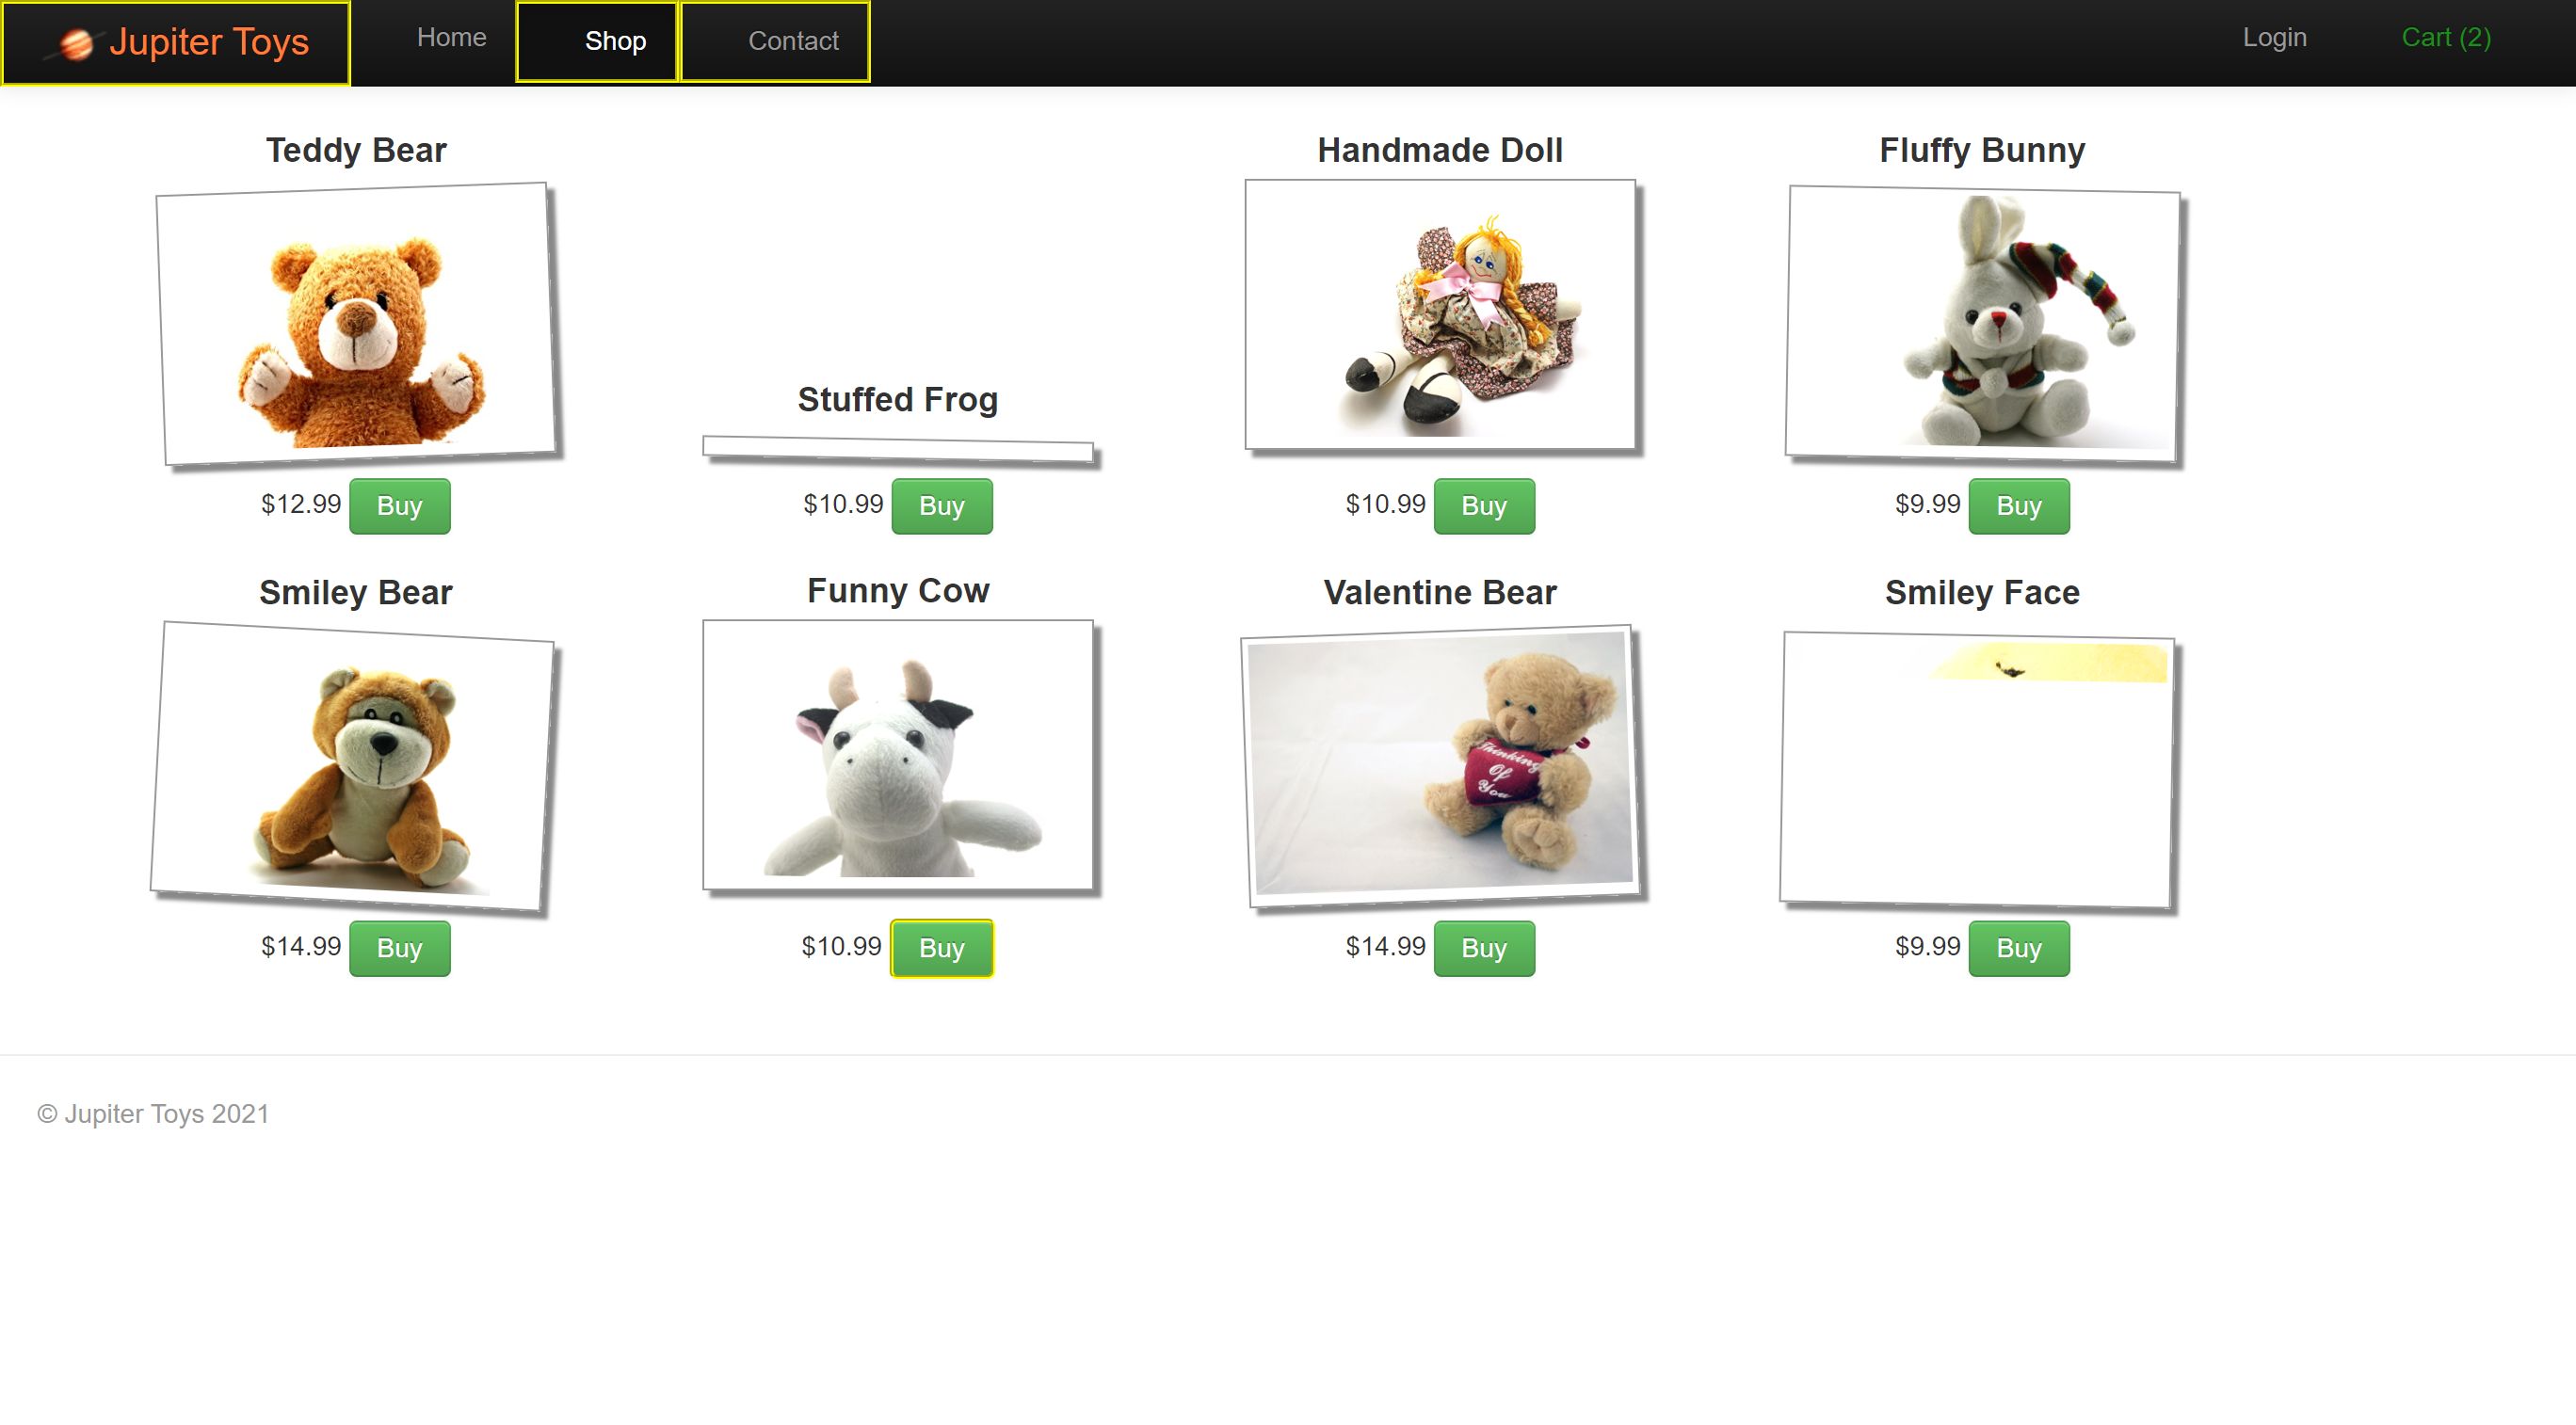 Jupiter Toys Home Shop Contact Login Cart (2)
Teddy Bear
Stuffed Frog
Handmade Doll
Fluffy Bunny
$12.99 Buy
$10.99 Buy
$10.99 Buy
$9.99 Buy
Smiley Bear
Funny Cow
Valentine Bear
Smiley Face
Thinking
Of
You
$14.99 Buy
$10.99 Buy
$14.99 Buy
$9.99 Buy
© Jupiter Toys 2021